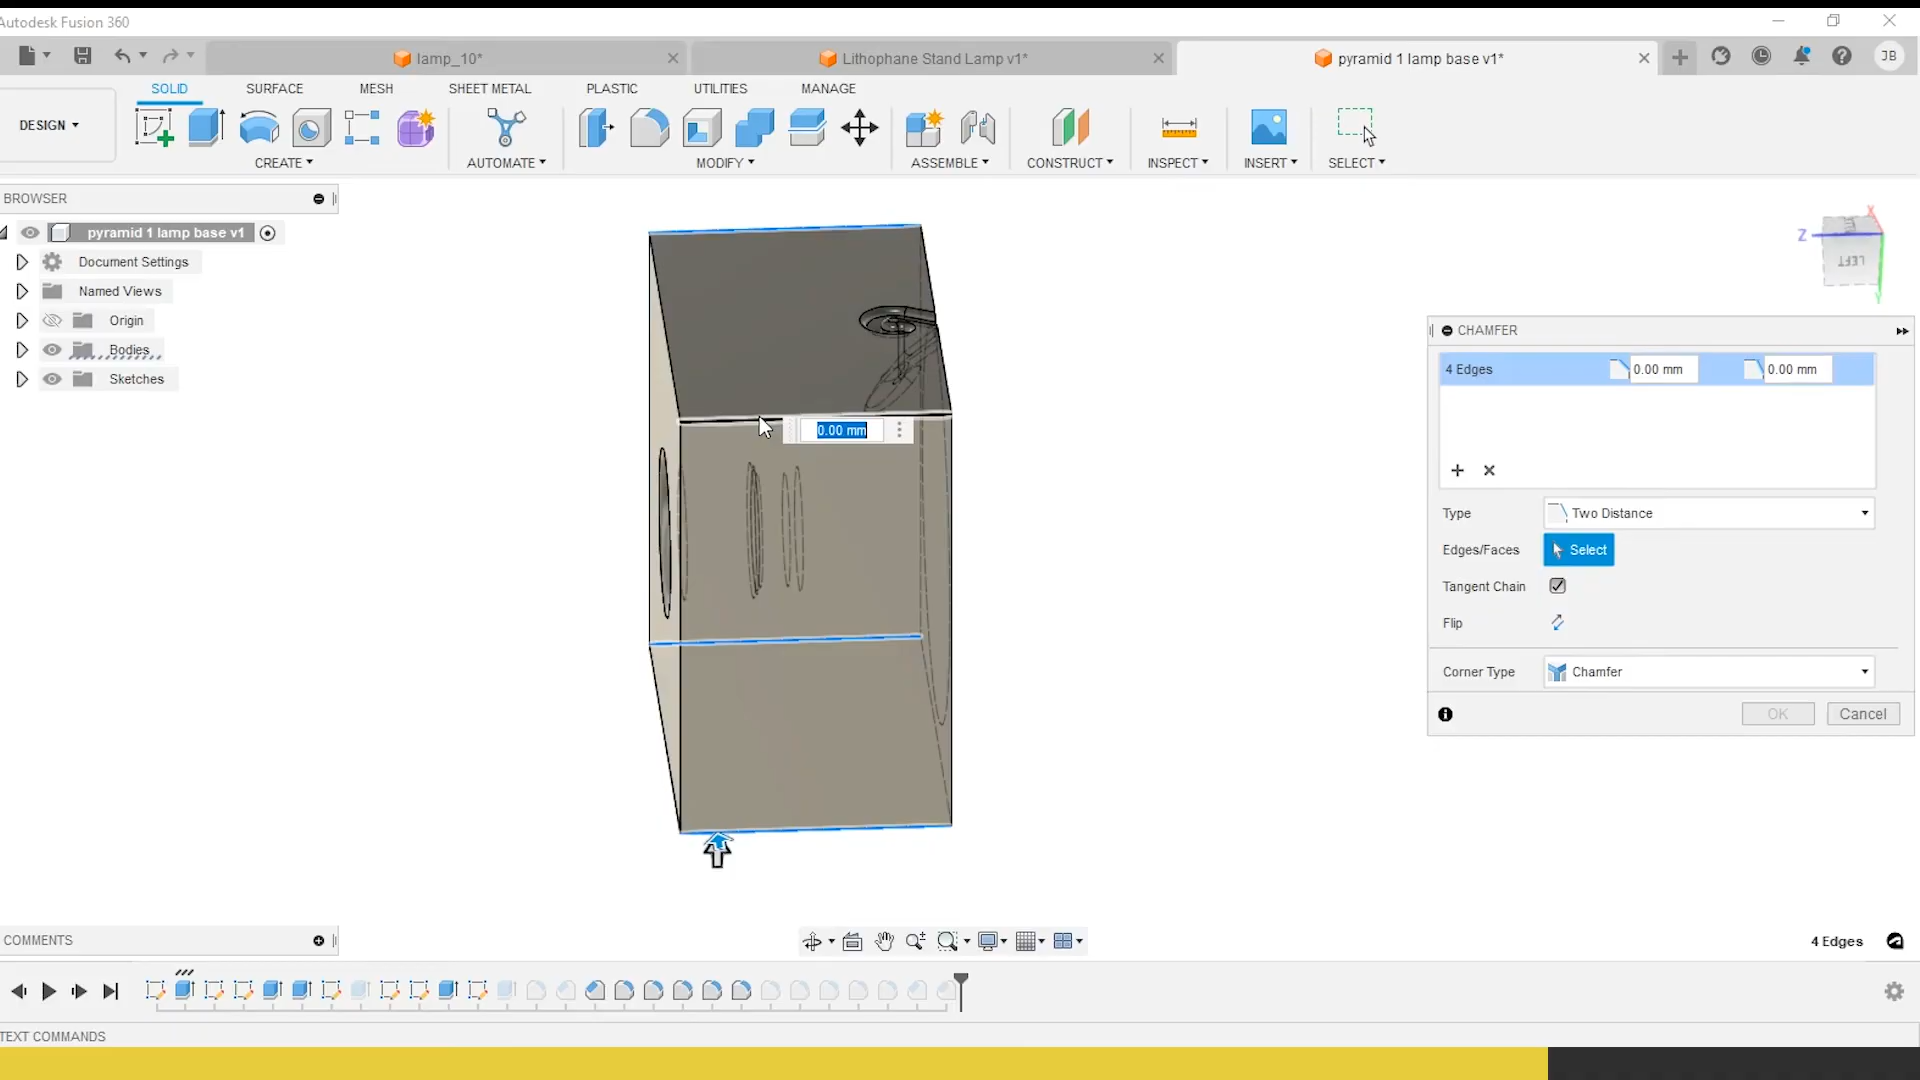 Autodesk Fusion 360
lamp_10*
Lithophane Stand Lamp v1*
pyramid 1 lamp base v1*
JB
SOLID
SURFACE
MESH
SHEET METAL
PLASTIC
UTILITIES
MANAGE
DESIGN
CREATE
AUTOMATE
MODIFY
ASSEMBLE
CONSTRUCT
INSPECT
INSERT
SELECT
BROWSER
pyramid 1 lamp base v1
Document Settings
Named Views
Origin
Bodies
Sketches
X
Z
LEFT
Y
CHAMFER
4 Edges
0.00 mm
0.00 mm
0.00 mm
Type
Two Distance
Edges/Faces
Select
Tangent Chain
Flip
Corner Type
Chamfer
OK
Cancel
COMMENTS
4 Edges
TEXT COMMANDS